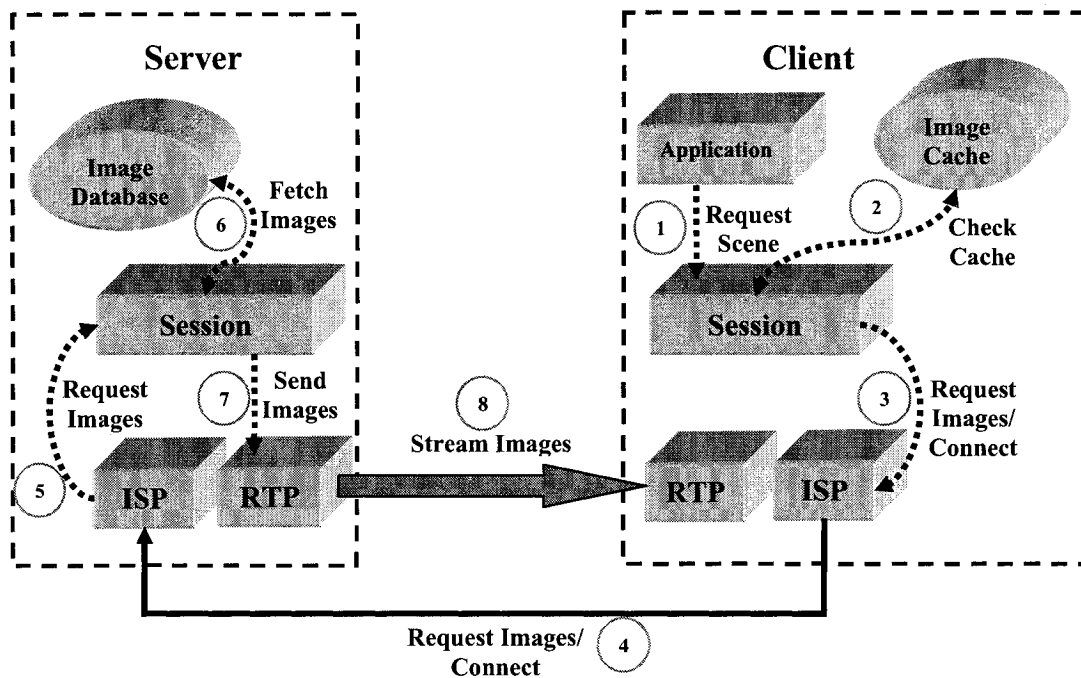 Server
Image
Database
Fetch
Images
6
Session
Request
Images
7
Send
Images
5
ISP
RTP
8
Stream Images
Client
Application
Image
Cache
1
Request
Scene
2
Check
Cache
Session
3
Request
Images/
Connect
RTP
ISP
Request Images/
Connect
4